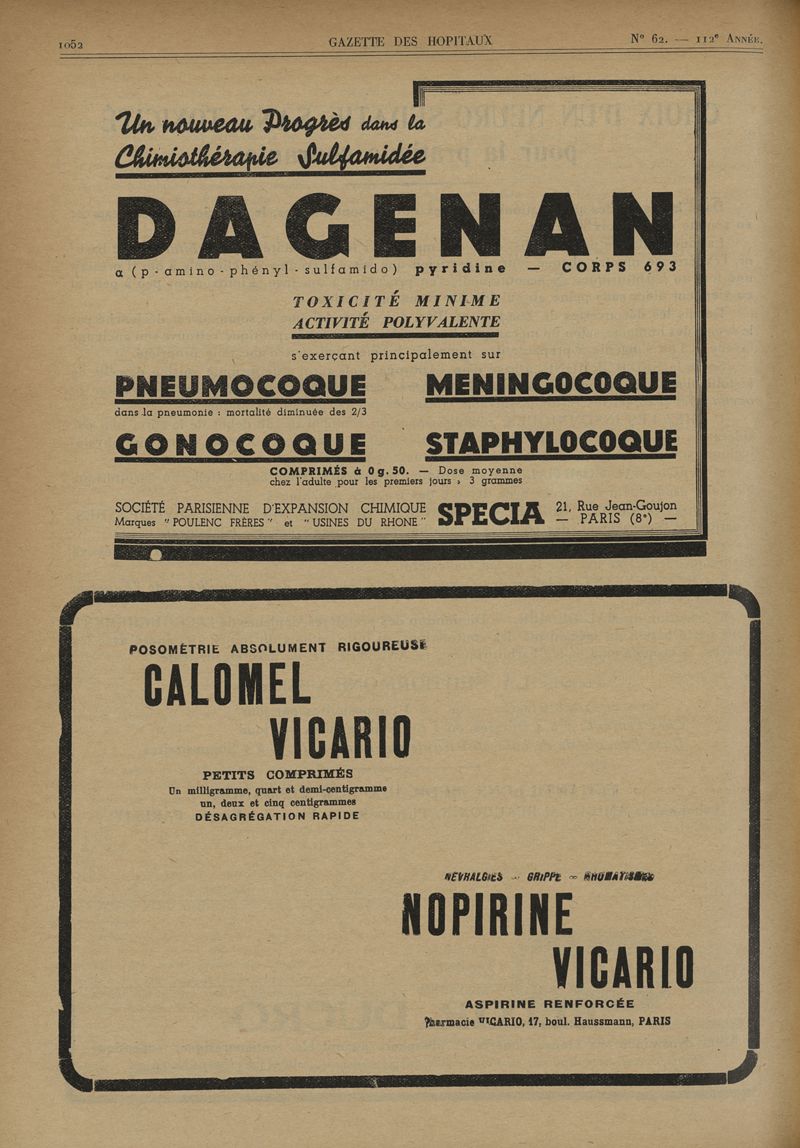 1052
GAZETTE DES HOPITAUX
N° 62. — 112e ANNÉE.
Un nouveau Progrès dans la
Chimiothérapie Sulfamidée
DAGENAN
α (p-amino-phényl-sulfamido) pyridine — CORPS 693
TOXICITÉ MINIME
ACTIVITÉ POLYVALENTE
s'exerçant principalement sur
PNEUMOCOQUE
dans la pneumonie : mortalité diminuée des 2/3
MENINGOCOQUE
GONOCOQUE
STAPHYLOCOQUE
COMPRIMÉS à 0 g. 50. — Dose moyenne
chez l'adulte pour les premiers jours : 3 grammes
SOCIÉTÉ PARISIENNE D'EXPANSION CHIMIQUE
Marques "POULENC FRÈRES" et "USINES DU RHONE"
SPECIA
21, Rue Jean-Goujon
— PARIS (8e) —
POSOMÉTRIE ABSOLUMENT RIGOUREUSE
CALOMEL
VICARIO
PETITS COMPRIMÉS
Un milligramme, quart et demi-centigramme
un, deux et cinq centigrammes
DÉSAGRÉGATION RAPIDE
NÉVRALGIES - GRIPPE - RHUMATISMES
NOPIRINE
VICARIO
ASPIRINE RENFORCÉE
Pharmacie VICARIO, 17, boul. Haussmann, PARIS